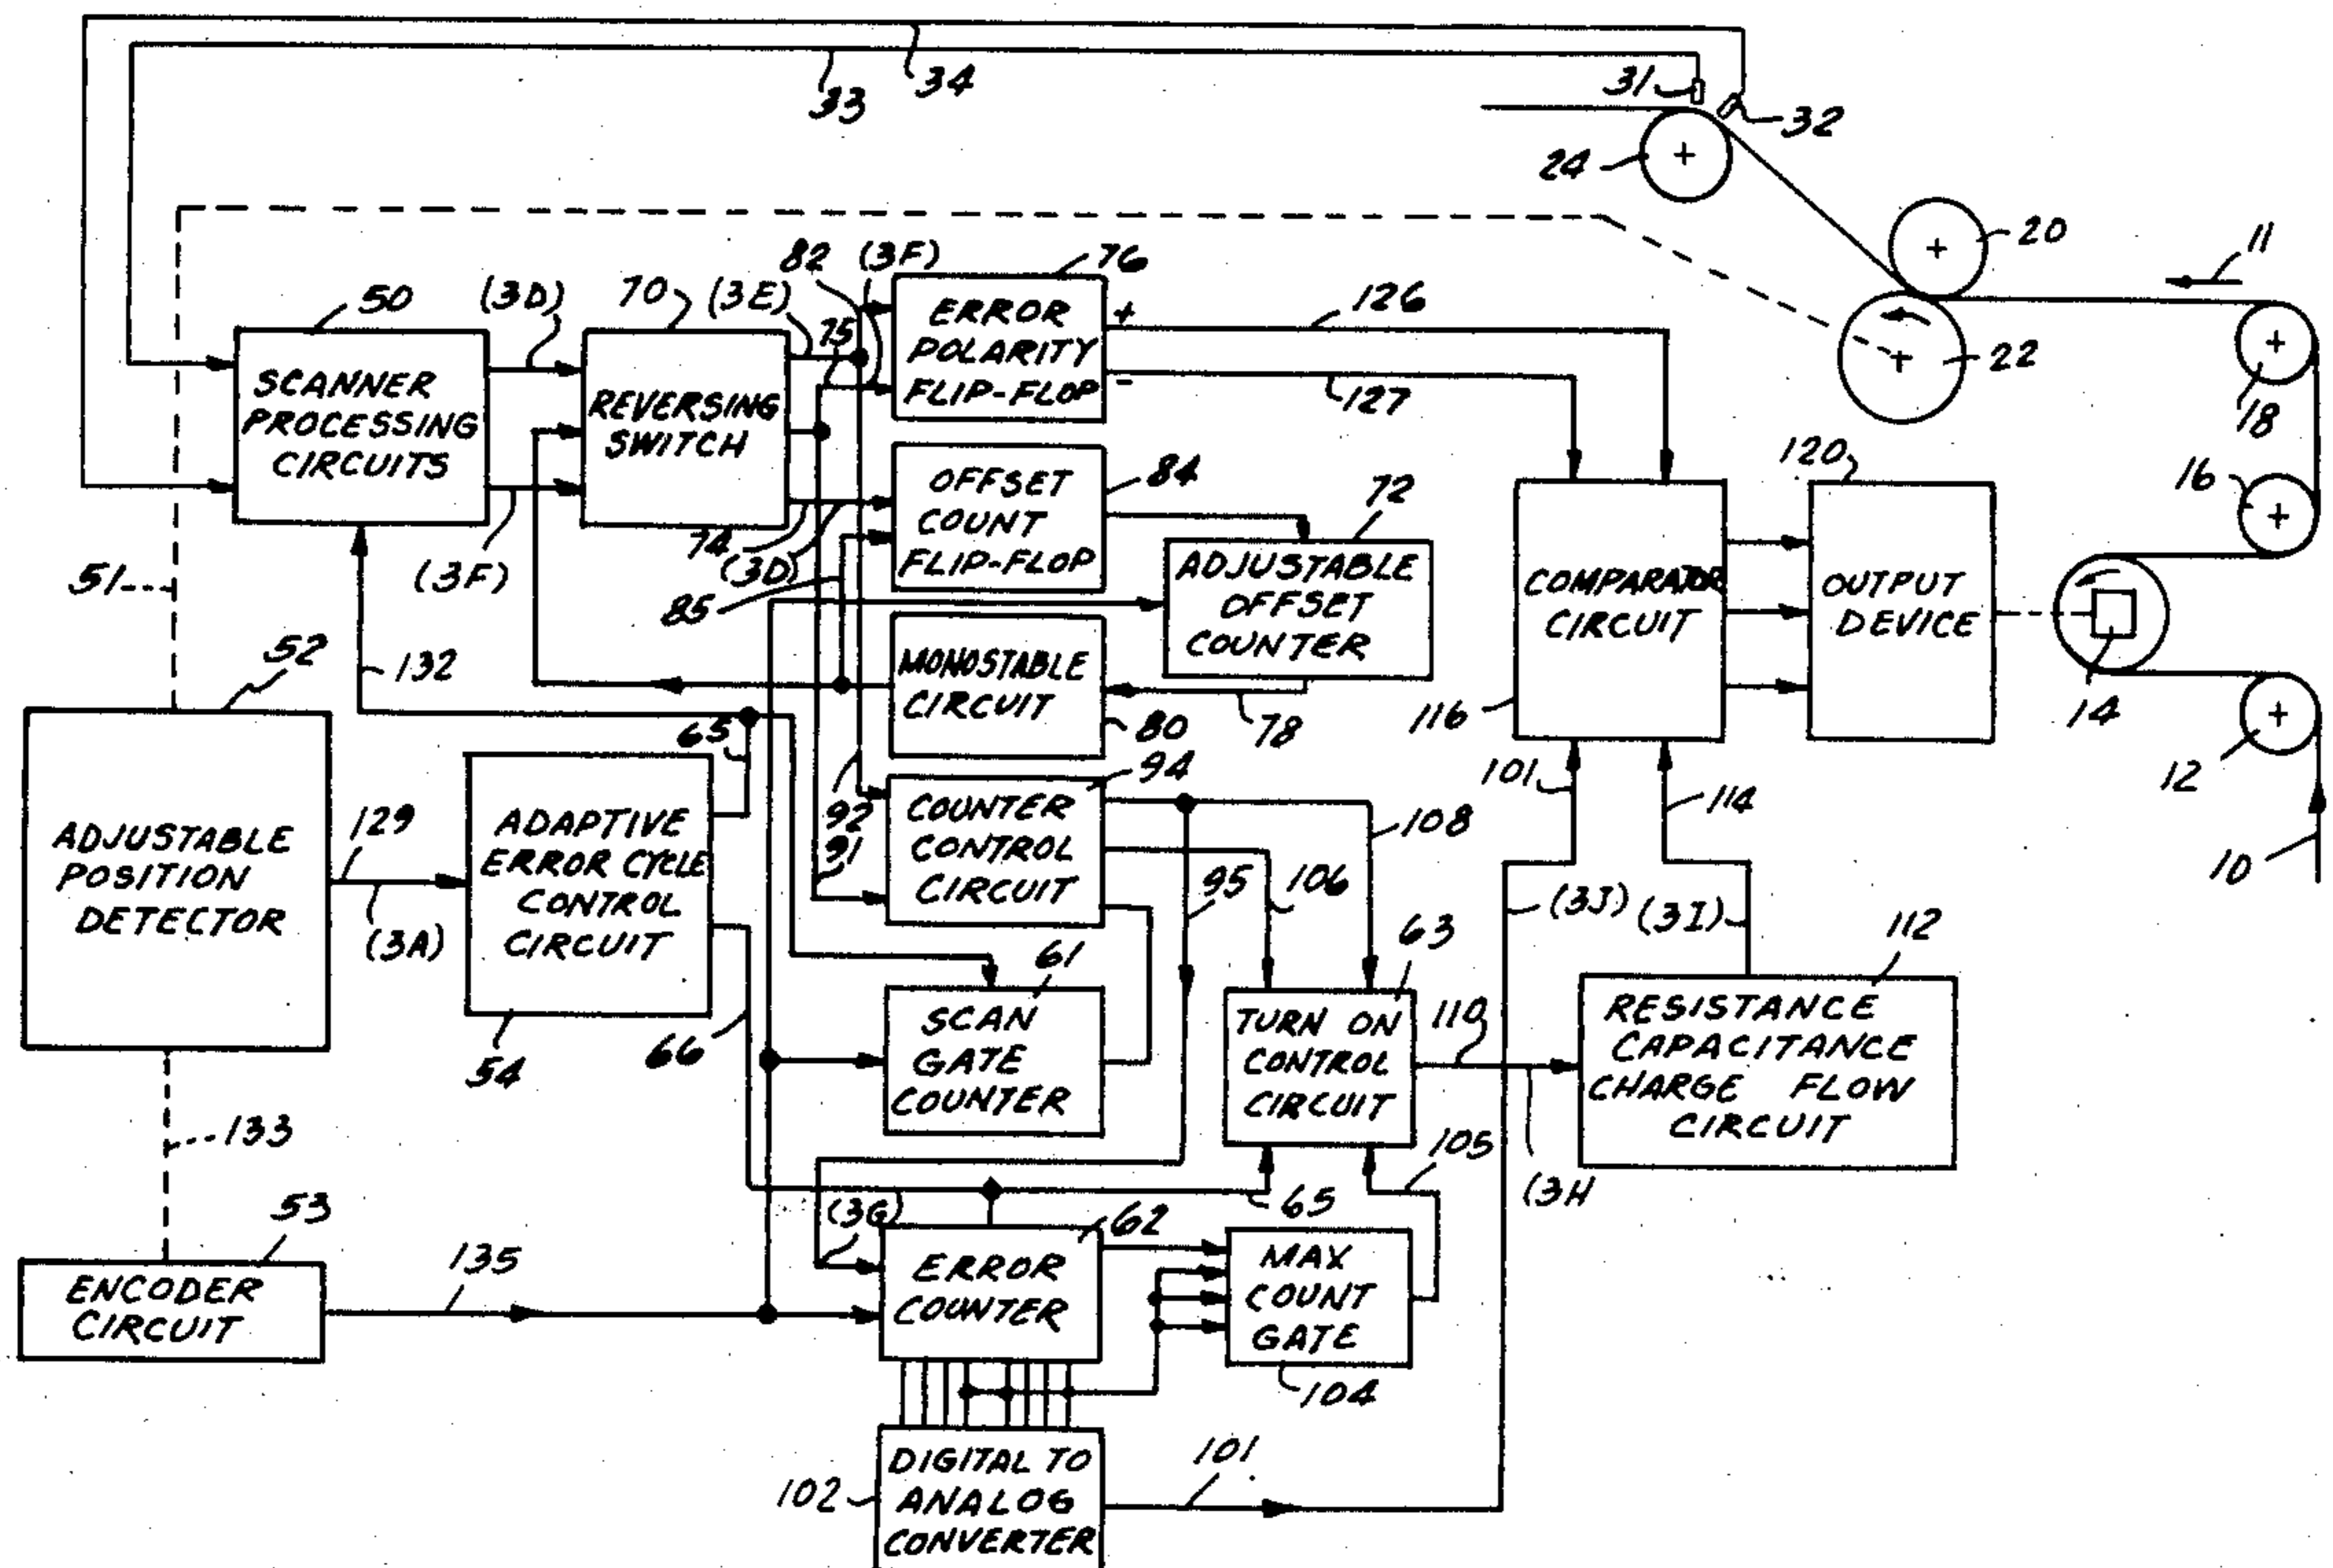 34
33
31
32
24
20
11
22
18
16
14
12
10
50
(3D)
70
(3E)
82
(3F)
75
76
126
127
SCANNER
PROCESSING
CIRCUITS
REVERSING
SWITCH
ERROR
POLARITY
FLIP-FLOP
+
-
(3F)
74
(3D)
85
OFFSET
COUNT
FLIP-FLOP
84
72
ADJUSTABLE
OFFSET
COUNTER
78
MONOSTABLE
CIRCUIT
80
120
COMPARATOR
CIRCUIT
116
OUTPUT
DEVICE
51
52
132
65
ADJUSTABLE
POSITION
DETECTOR
129
(3A)
ADAPTIVE
ERROR CYCLE
CONTROL
CIRCUIT
54
66
92
91
94
COUNTER
CONTROL
CIRCUIT
95
106
108
101
114
(3J)
(3I)
61
SCAN
GATE
COUNTER
63
TURN ON
CONTROL
CIRCUIT
110
(3H
112
RESISTANCE
CAPACITANCE
CHARGE FLOW
CIRCUIT
133
53
ENCODER
CIRCUIT
135
(3G)
62
65
105
ERROR
COUNTER
MAX
COUNT
GATE
104
102
DIGITAL TO
ANALOG
CONVERTER
101